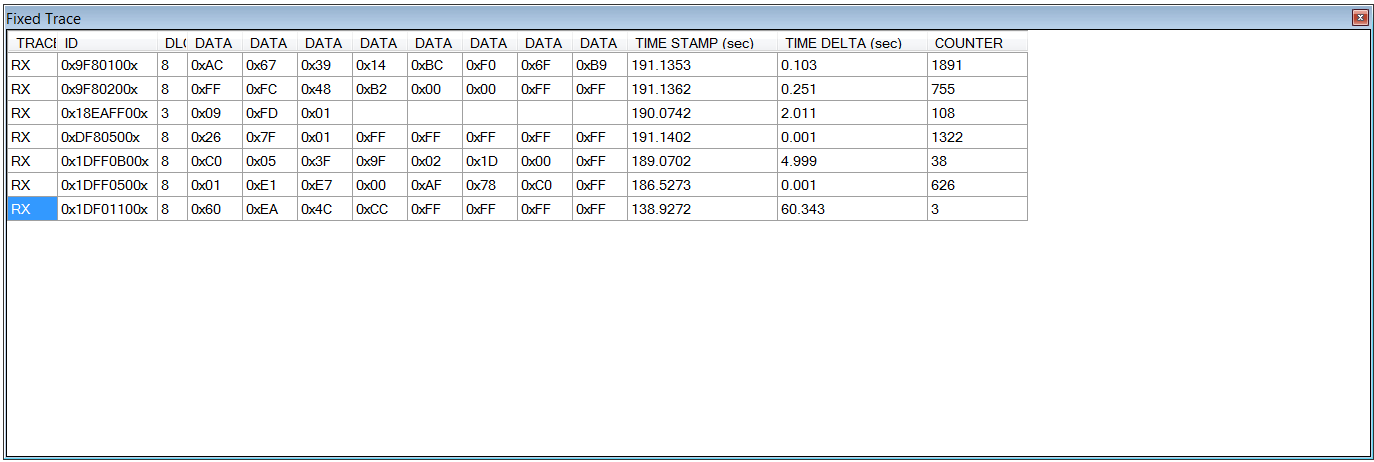 Fixed Trace
TRACE ID DLC DATA DATA DATA DATA DATA DATA DATA DATA TIME STAMP (sec) TIME DELTA (sec) COUNTER
RX 0x9F80100x 8 0xAC 0x67 0x39 0x14 0xBC 0xF0 0x6F 0xB9 191.1353 0.103 1891
RX 0x9F80200x 8 0xFF 0xFC 0x48 0xB2 0x00 0x00 0xFF 0xFF 191.1362 0.251 755
RX 0x18EAFF00x 3 0x09 0xFD 0x01 190.0742 2.011 108
RX 0xDF80500x 8 0x26 0x7F 0x01 0xFF 0xFF 0xFF 0xFF 0xFF 191.1402 0.001 1322
RX 0x1DFF0B00x 8 0xC0 0x05 0x3F 0x9F 0x02 0x1D 0x00 0xFF 189.0702 4.999 38
RX 0x1DFF0500x 8 0x01 0xE1 0xE7 0x00 0xAF 0x78 0xC0 0xFF 186.5273 0.001 626
RX 0x1DF01100x 8 0x60 0xEA 0x4C 0xCC 0xFF 0xFF 0xFF 0xFF 138.9272 60.343 3